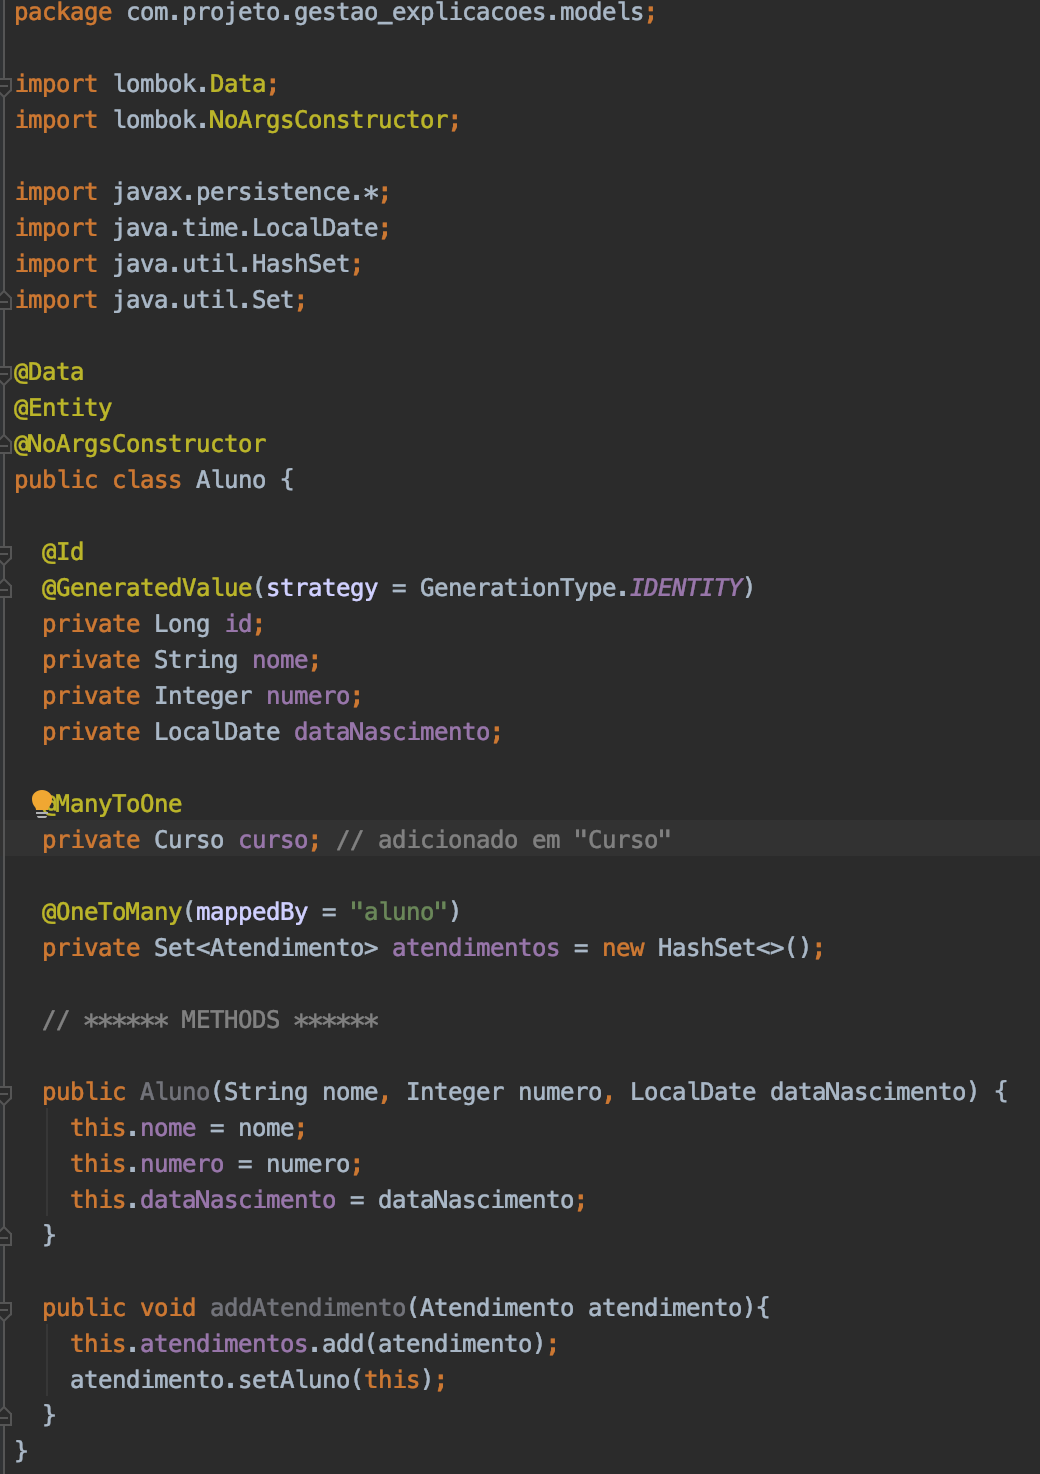 package com.projeto.gestao_explicacoes.models;
import lombok.Data;
import lombok.NoArgsConstructor;
import javax.persistence.*;
import java.time.LocalDate;
import java.util.HashSet;
import java.util.Set;
@Data
@Entity
@NoArgsConstructor
public class Aluno {
@Id
@GeneratedValue(strategy = GenerationType.IDENTITY)
private Long id;
private String nome;
private Integer numero;
private LocalDate dataNascimento;
@ManyToOne
private Curso curso; // adicionado em "Curso"
@OneToMany(mappedBy = "aluno")
private Set<Atendimento> atendimentos = new HashSet<>();
// ****** METHODS ******
public Aluno(String nome, Integer numero, LocalDate dataNascimento) {
this.nome = nome;
this.numero = numero;
this.dataNascimento = dataNascimento;
}
public void addAtendimento(Atendimento atendimento){
this.atendimentos.add(atendimento);
atendimento.setAluno(this);
}
}